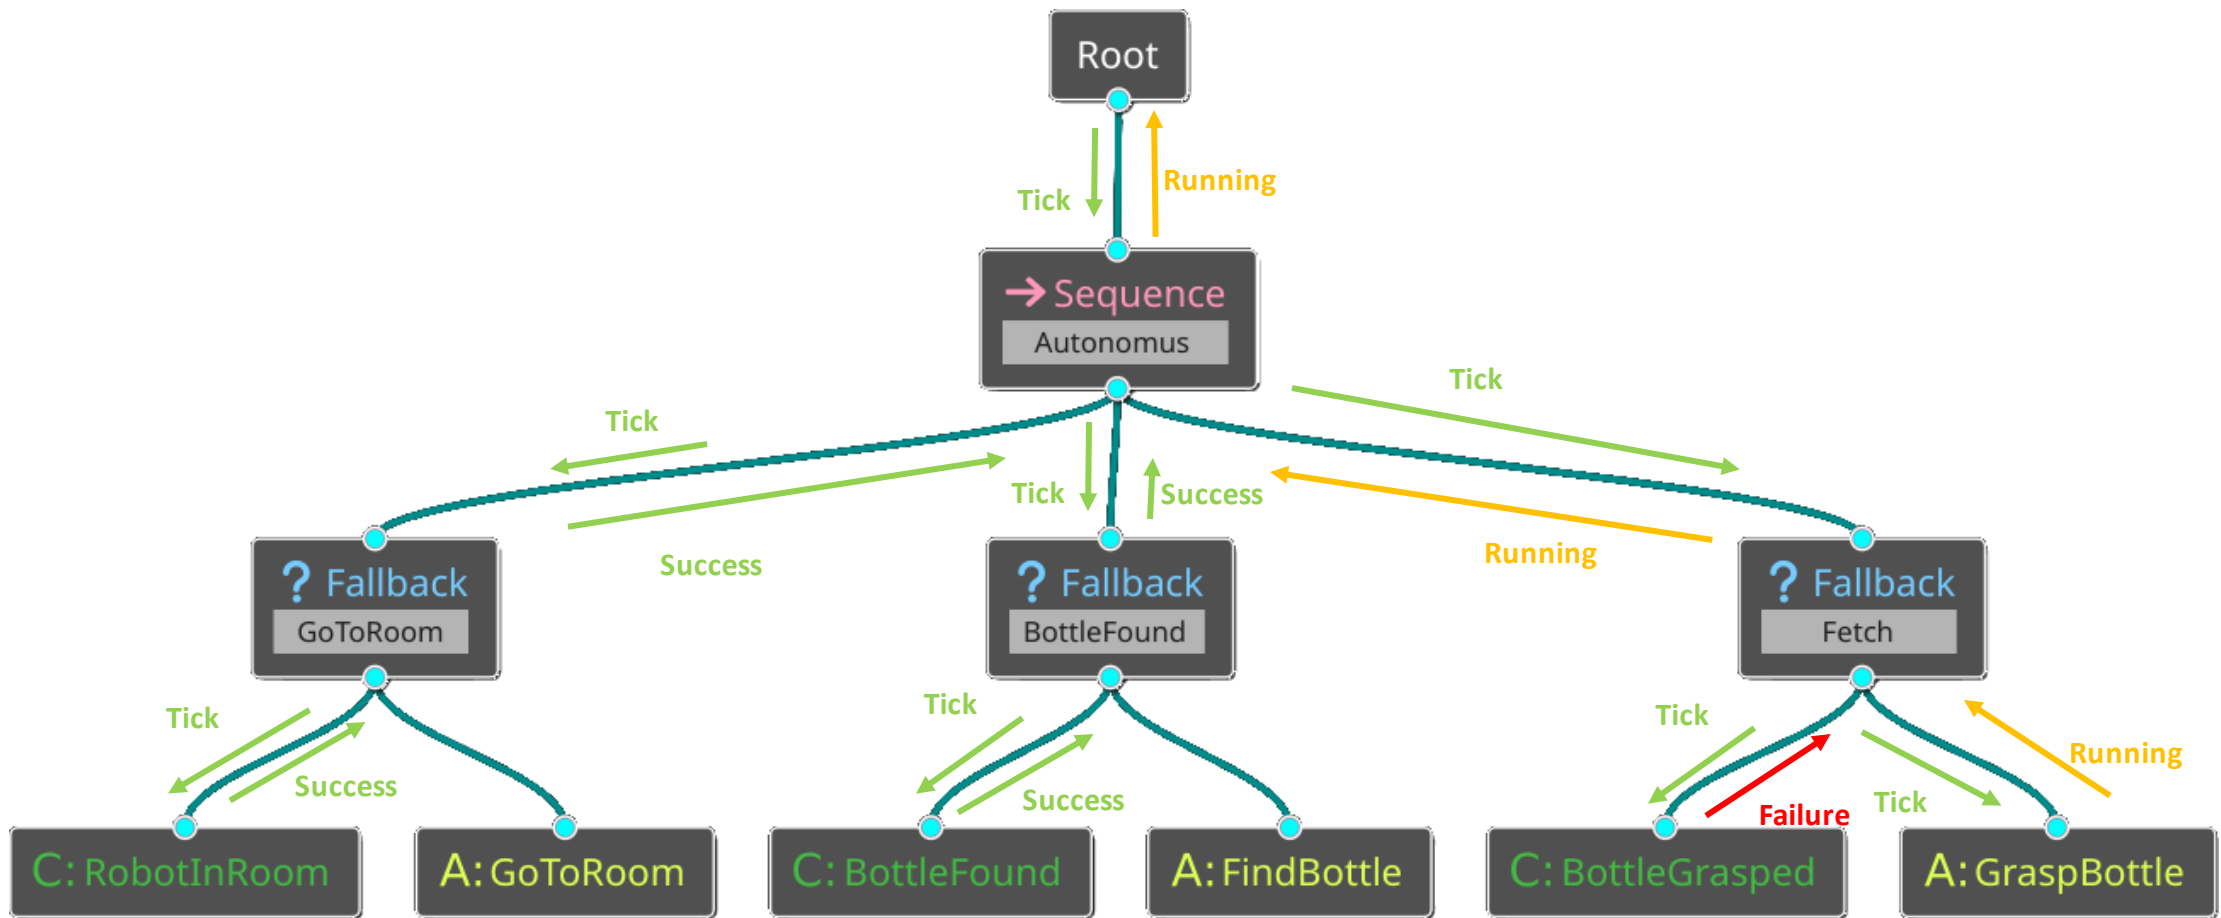 Root
Tick
Running
→ Sequence
Autonomus
Tick
Tick
Success
Tick
Success
Running
? Fallback
GoToRoom
? Fallback
BottleFound
? Fallback
Fetch
Tick
Success
Tick
Success
Tick
Failure
Tick
Running
C: RobotInRoom
A: GoToRoom
C: BottleFound
A: FindBottle
C: BottleGrasped
A: GraspBottle